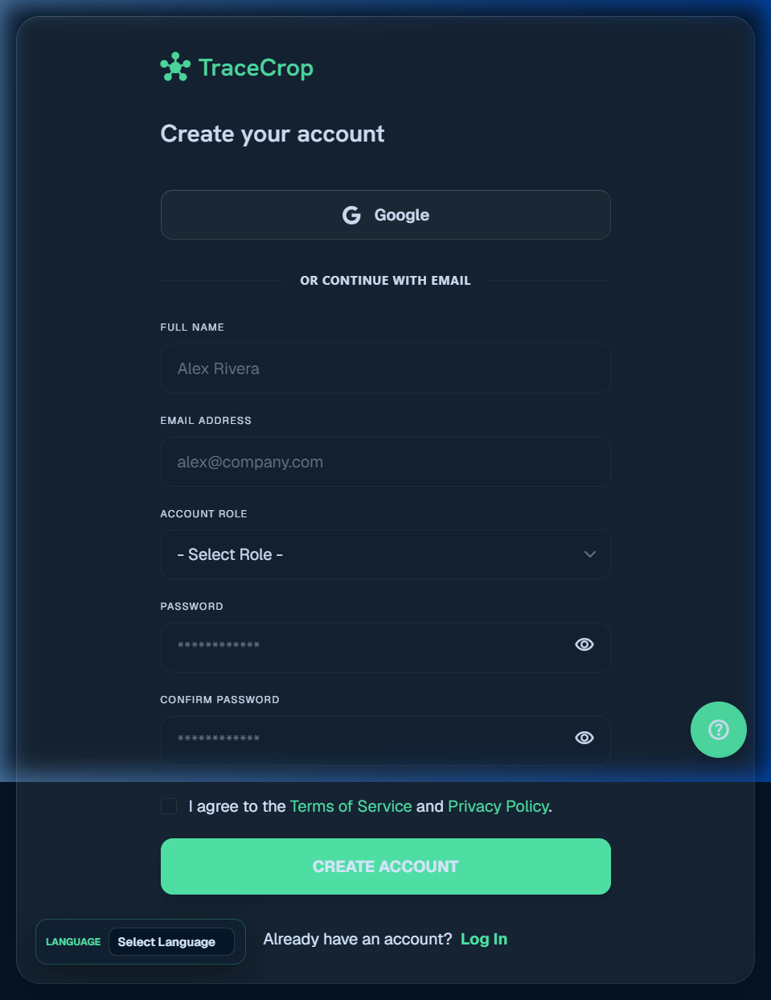 TraceCrop
Create your account
Google
OR CONTINUE WITH EMAIL
FULL NAME
Alex Rivera
EMAIL ADDRESS
alex@company.com
ACCOUNT ROLE
- Select Role -
PASSWORD
************
CONFIRM PASSWORD
************
I agree to the Terms of Service and Privacy Policy.
CREATE ACCOUNT
LANGUAGE Select Language
Already have an account? Log In